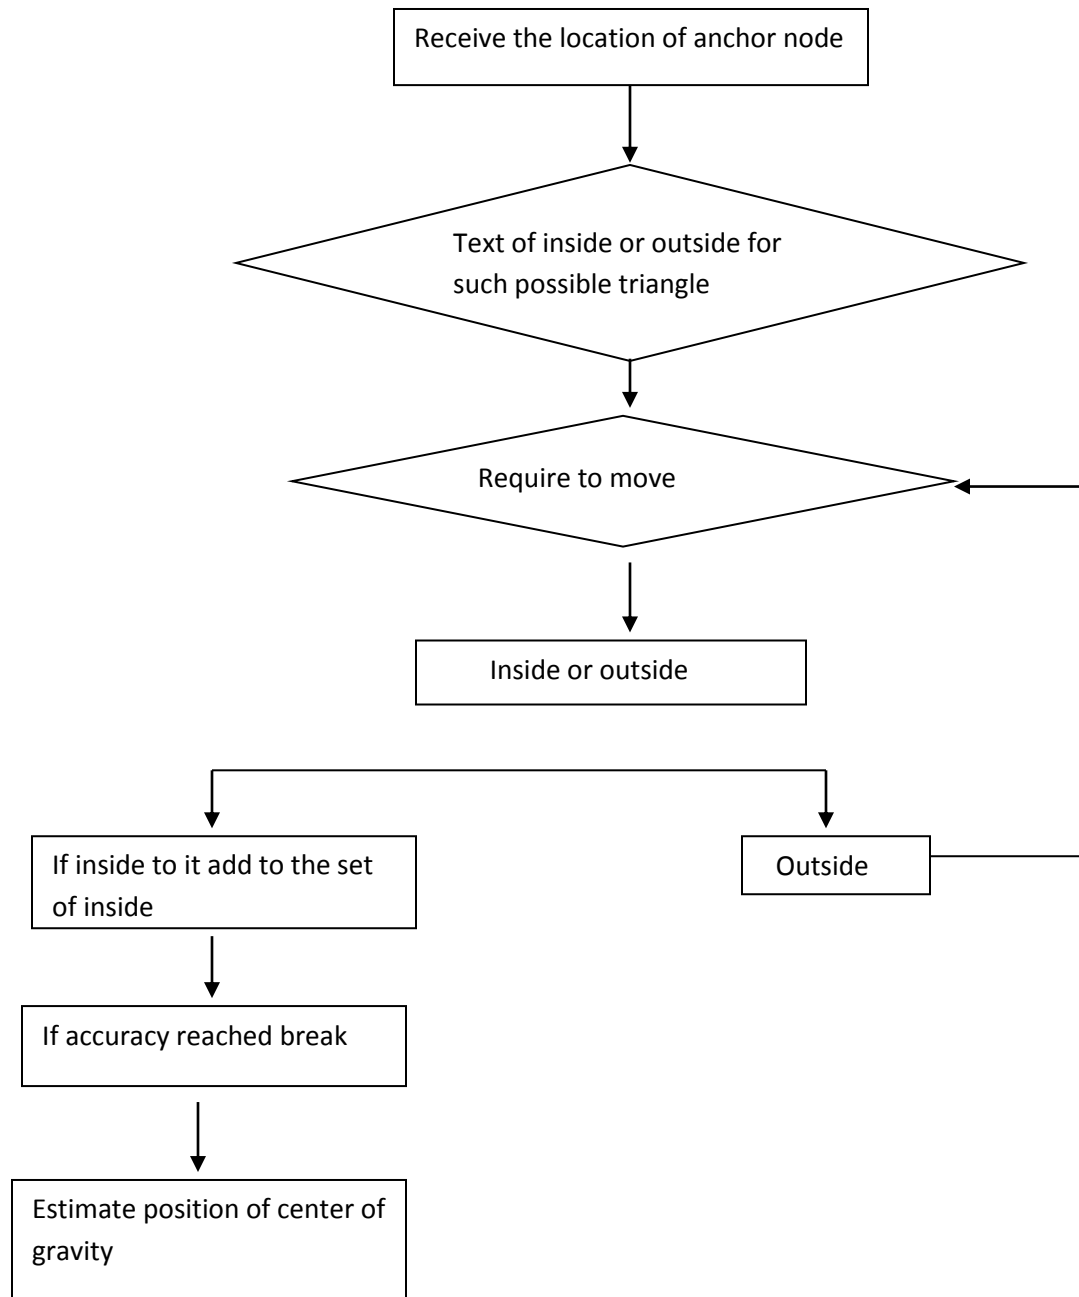 Receive the location of anchor node
Text of inside or outside for
such possible triangle
Require to move
Inside or outside
If inside to it add to the set
of inside
Outside
If accuracy reached break
Estimate position of center of
gravity